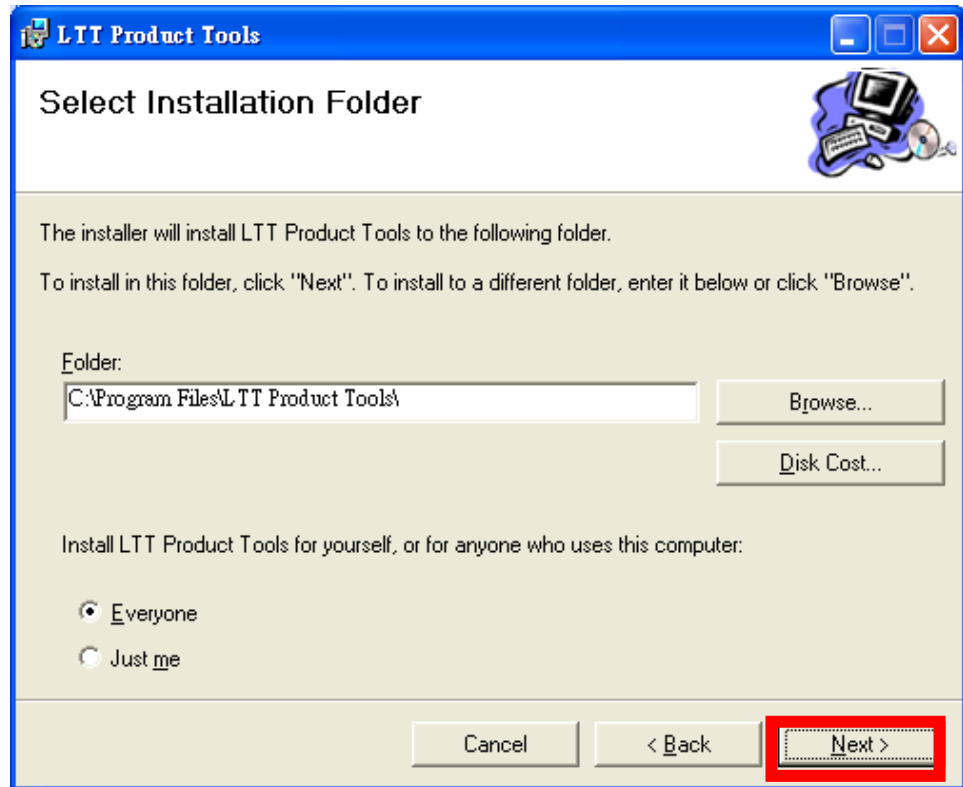 LTT Product Tools
Select Installation Folder
The installer will install LTT Product Tools to the following folder.
To install in this folder, click "Next". To install to a different folder, enter it below or click "Browse".
Folder:
C:\Program Files\LTT Product Tools\
Browse...
Disk Cost...
Install LTT Product Tools for yourself, or for anyone who uses this computer:
Everyone
Just me
Cancel
< Back
Next >